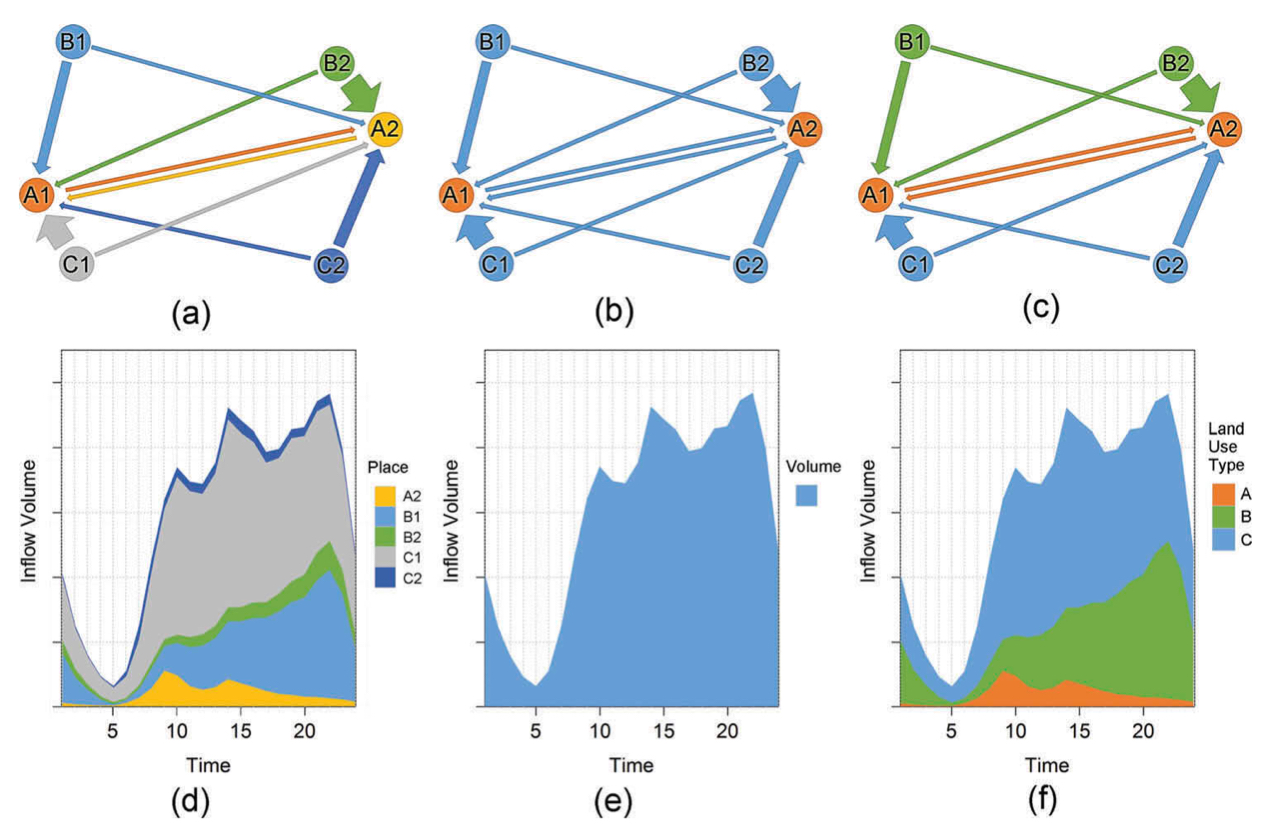 B1
B2
A2
A1
C1
C2
(a)
B1
B2
A2
A1
C1
C2
(b)
B1
B2
A2
A1
C1
C2
(c)
Inflow Volume
5 10 15 20
Time
Place
A2
B1
B2
C1
C2
(d)
Inflow Volume
5 10 15 20
Time
Volume
(e)
Inflow Volume
5 10 15 20
Time
Land
Use
Type
A
B
C
(f)